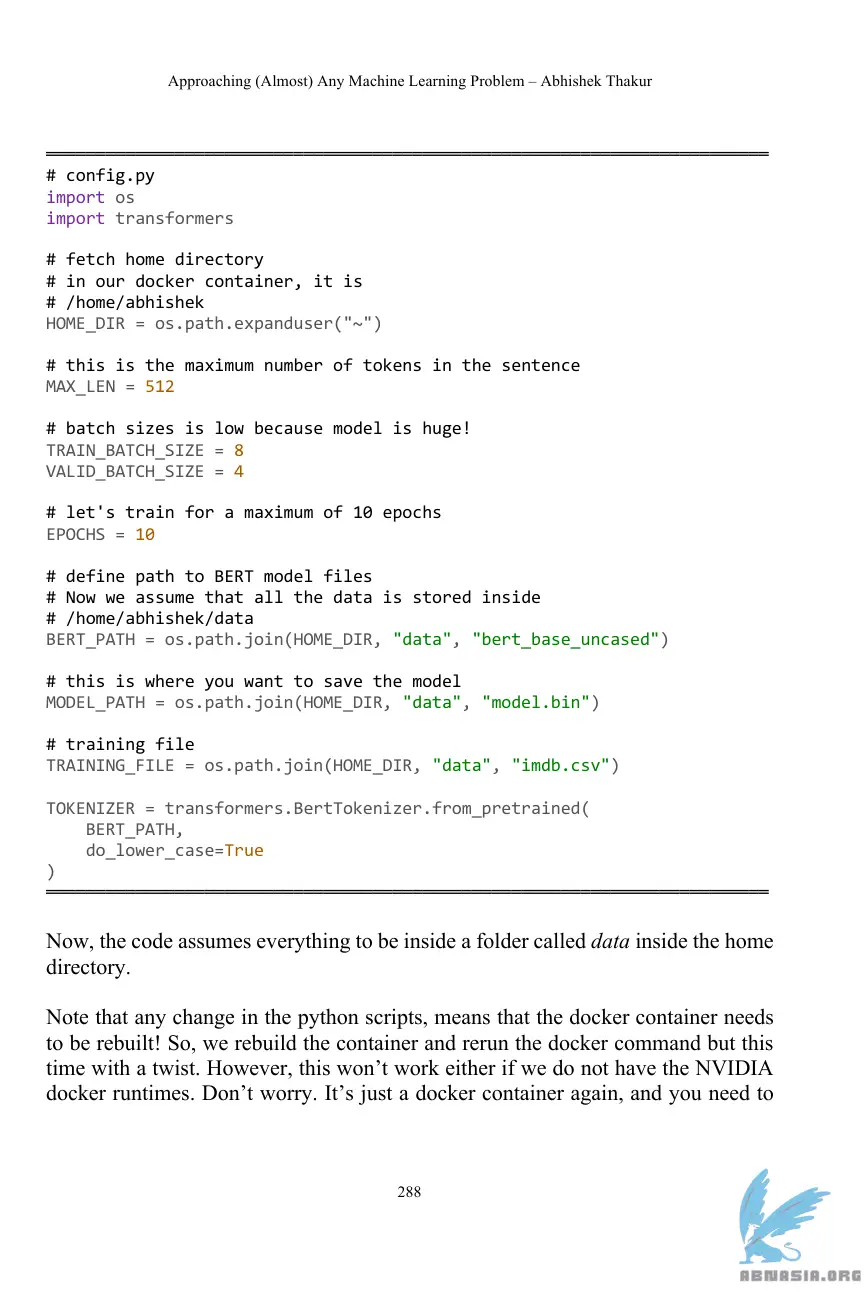 Approaching (Almost) Any Machine Learning Problem – Abhishek Thakur
# config.py
import os
import transformers
# fetch home directory
# in our docker container, it is
# /home/abhishek
HOME_DIR = os.path.expanduser("~")
# this is the maximum number of tokens in the sentence
MAX_LEN = 512
# batch sizes is low because model is huge!
TRAIN_BATCH_SIZE = 8
VALID_BATCH_SIZE = 4
# let's train for a maximum of 10 epochs
EPOCHS = 10
# define path to BERT model files
# Now we assume that all the data is stored inside
# /home/abhishek/data
BERT_PATH = os.path.join(HOME_DIR, "data", "bert_base_uncased")
# this is where you want to save the model
MODEL_PATH = os.path.join(HOME_DIR, "data", "model.bin")
# training file
TRAINING_FILE = os.path.join(HOME_DIR, "data", "imdb.csv")
TOKENIZER = transformers.BertTokenizer.from_pretrained(
    BERT_PATH,
    do_lower_case=True
)
Now, the code assumes everything to be inside a folder called data inside the home
directory.
Note that any change in the python scripts, means that the docker container needs
to be rebuilt! So, we rebuild the container and rerun the docker command but this
time with a twist. However, this won’t work either if we do not have the NVIDIA
docker runtimes. Don’t worry. It’s just a docker container again, and you need to
288
ABNASIA.ORG